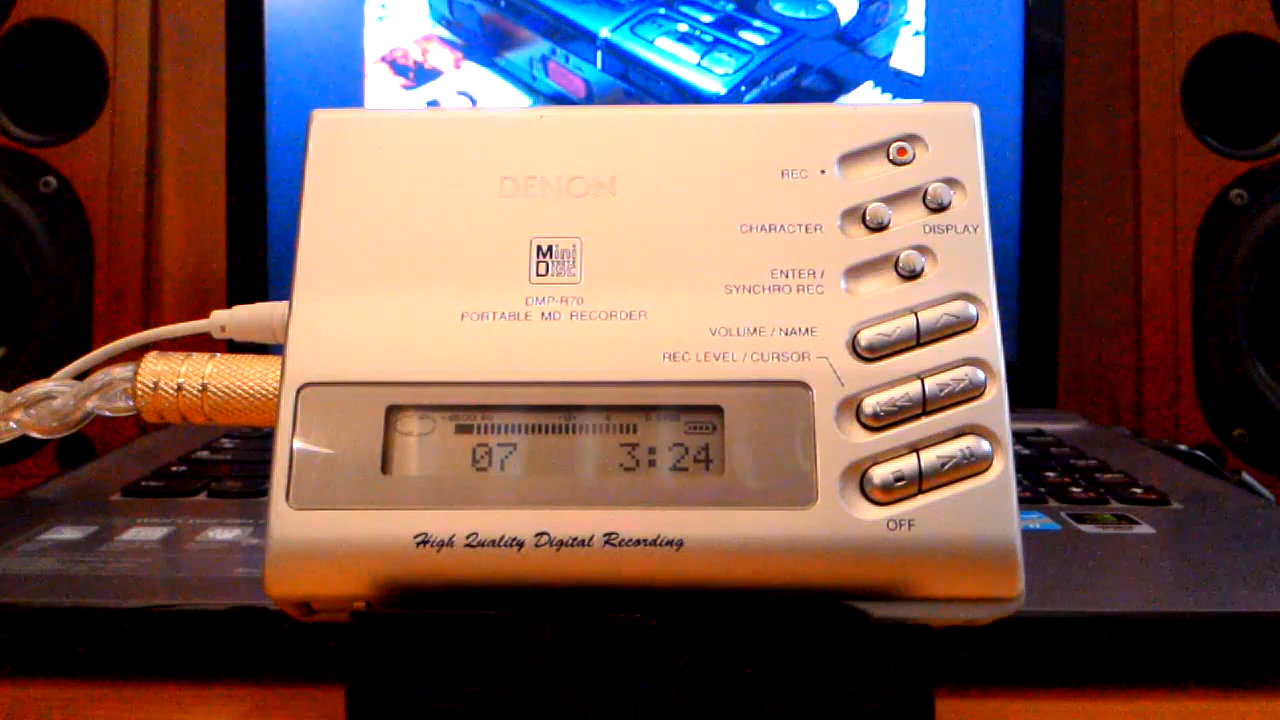 DENON
REC
CHARACTER
DISPLAY
Mini
Disc
ENTER /
SYNCHRO REC
DMP-R70
PORTABLE MD RECORDER
VOLUME / NAME
REC LEVEL / CURSOR
07 3:24
OFF
High Quality Digital Recording